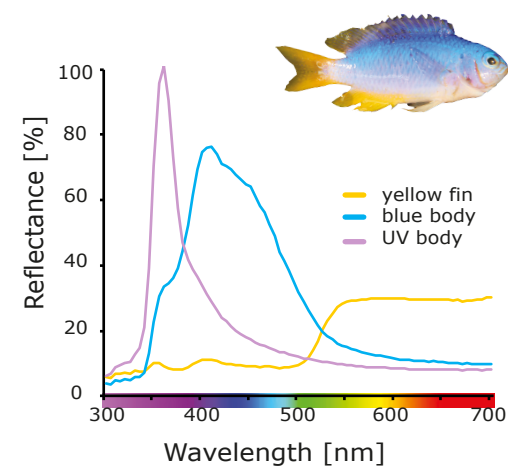 Reflectance [%]
100
80
60
40
20
0
yellow fin
blue body
UV body
300 400 500 600 700
Wavelength [nm]